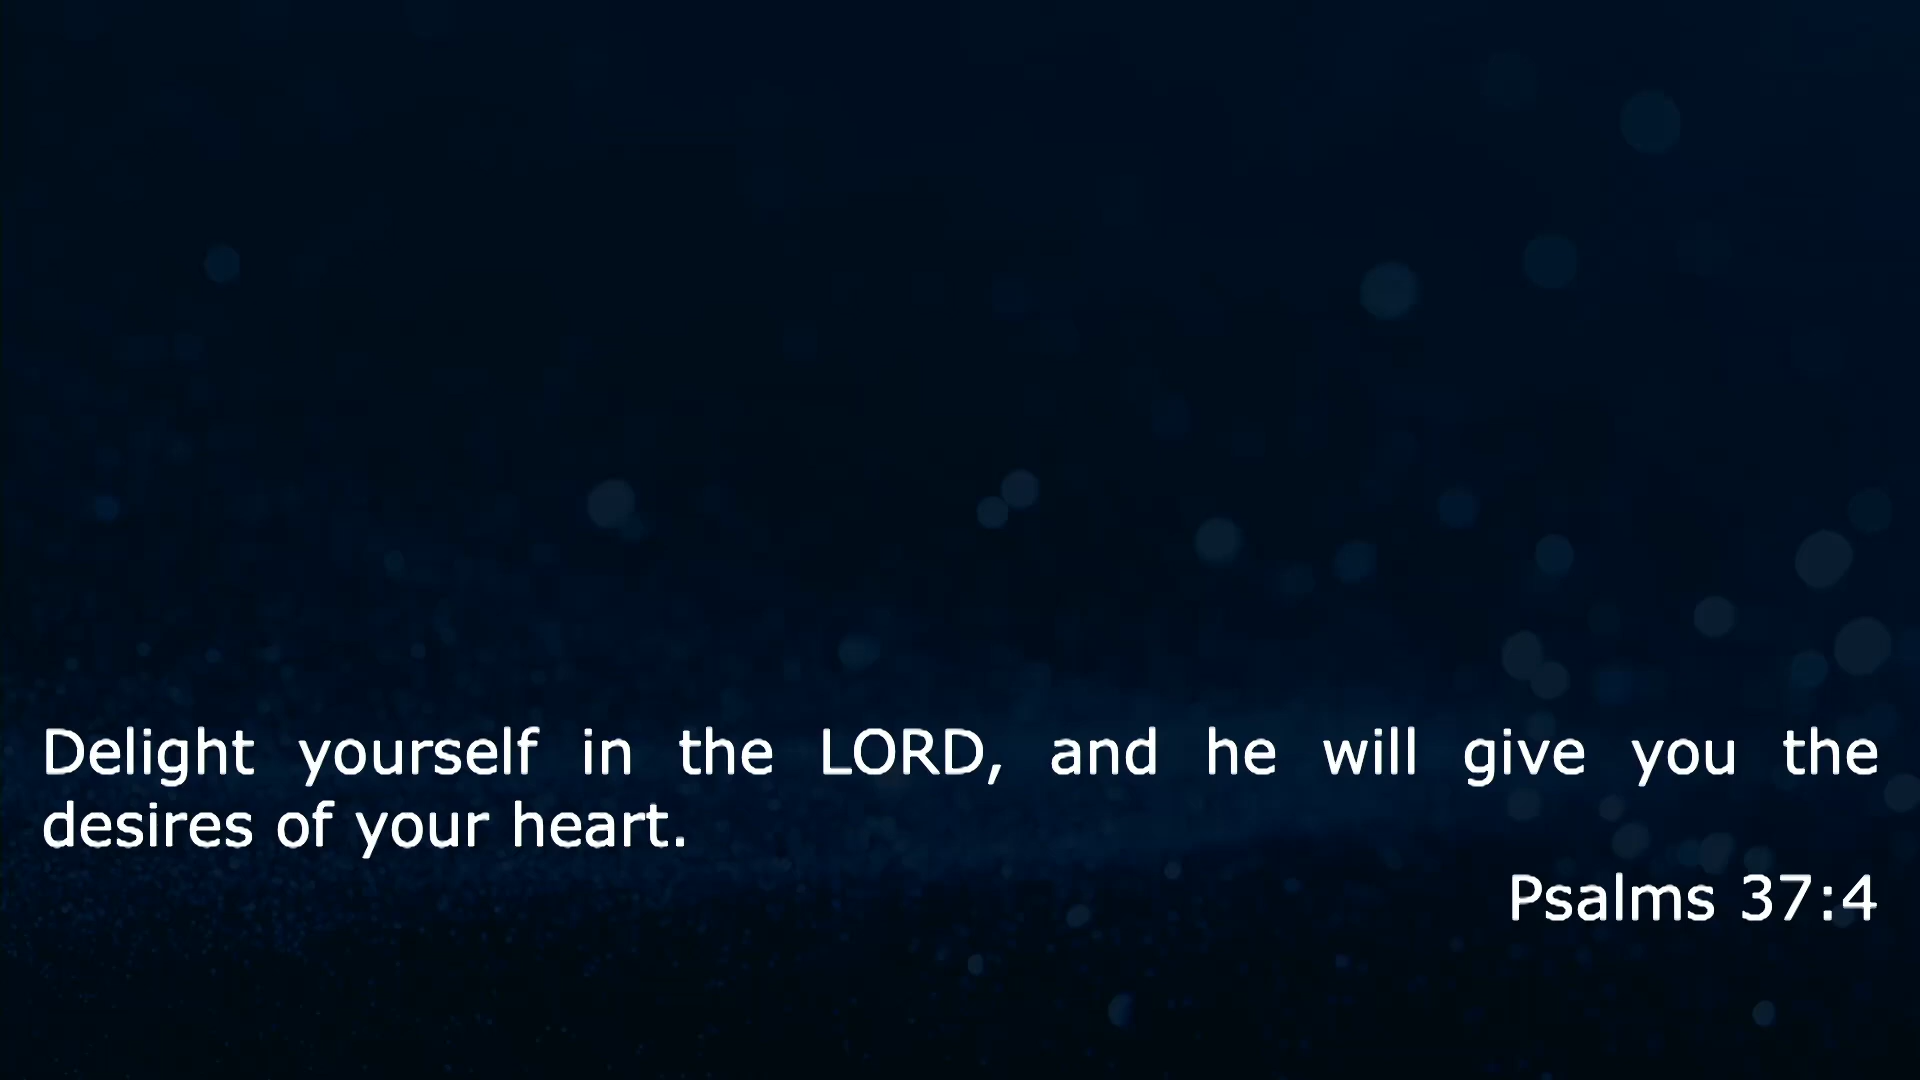 Delight yourself in the LORD, and he will give you the
desires of your heart.
Psalms 37:4